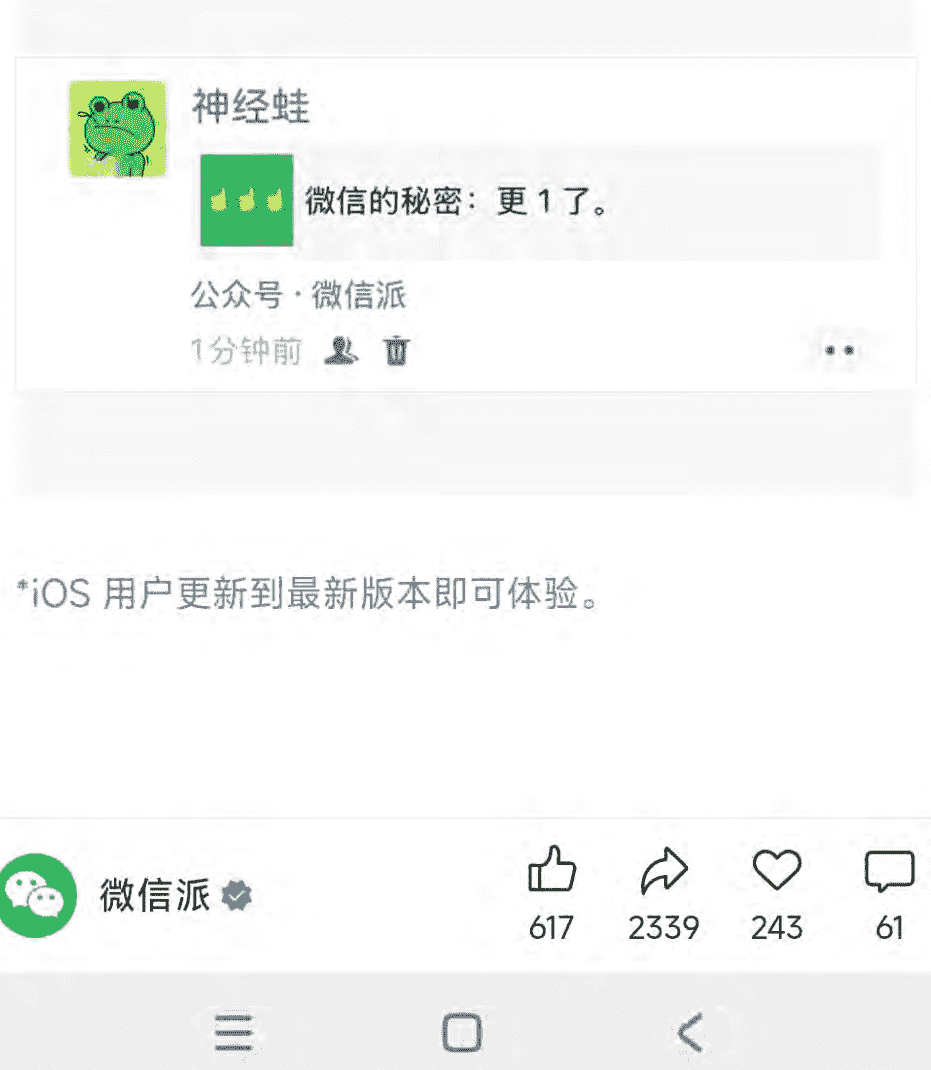 神经蛙
微信的秘密：更 1 了。
公众号 · 微信派
1分钟前
*iOS 用户更新到最新版本即可体验。
微信派
617
2339
243
61